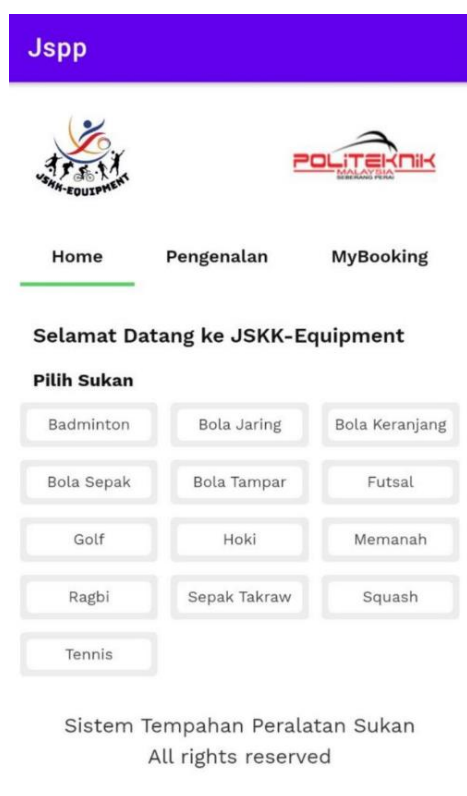 Jspp
JSKK-EQUIPMENT
POLITEKNIK
MALAYSIA
SEBERANG PERAI
Home Pengenalan MyBooking
Selamat Datang ke JSKK-Equipment
Pilih Sukan
Badminton Bola Jaring Bola Keranjang
Bola Sepak Bola Tampar Futsal
Golf Hoki Memanah
Ragbi Sepak Takraw Squash
Tennis
Sistem Tempahan Peralatan Sukan
All rights reserved